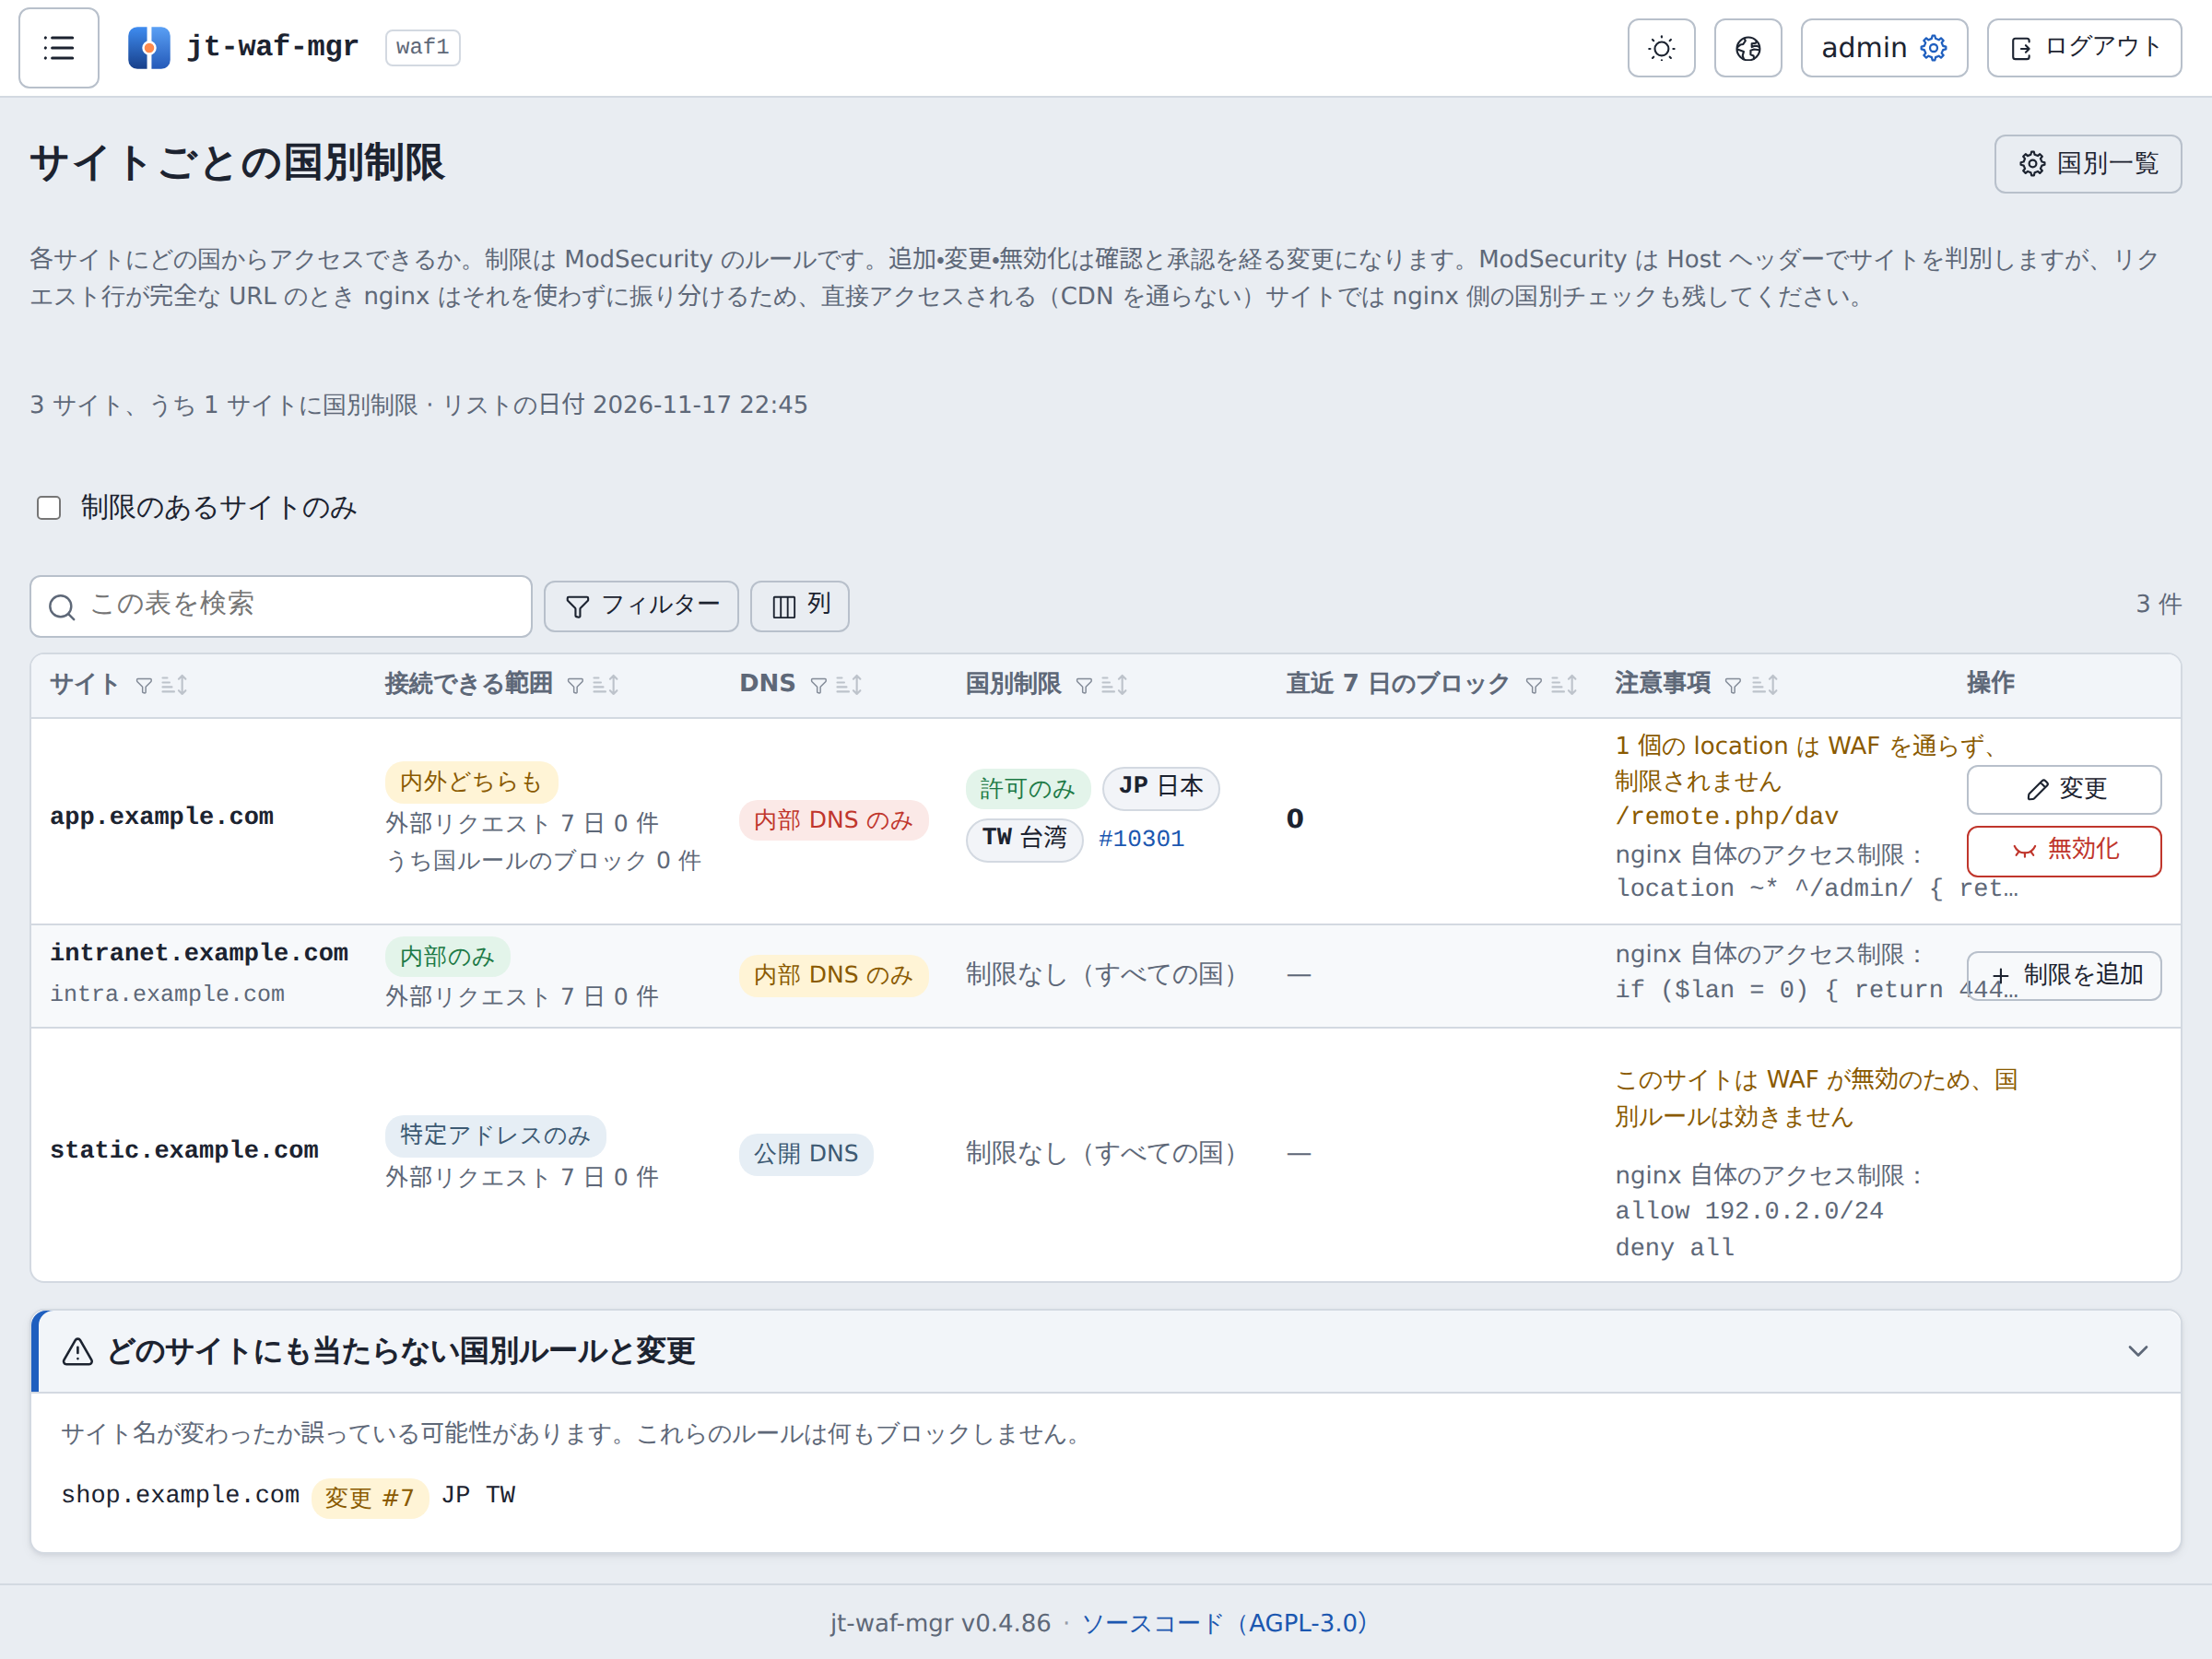 jt-waf-mgr waf1 admin ログアウト
サイトごとの国別制限 国別一覧
各サイトにどの国からアクセスできるか。制限は ModSecurity のルールです。追加・変更・無効化は確認と承認を経る変更になります。ModSecurity は Host ヘッダーでサイトを判別しますが、リク
エスト行が完全な URL のとき nginx はそれを使わずに振り分けるため、直接アクセスされる（CDN を通らない）サイトでは nginx 側の国別チェックも残してください。
3 サイト、うち 1 サイトに国別制限 · リストの日付 2026-11-17 22:45
制限のあるサイトのみ
この表を検索 フィルター 列 3 件
サイト 接続できる範囲 DNS 国別制限 直近 7 日のブロック 注意事項 操作
app.example.com
内外どちらも
外部リクエスト 7 日 0 件
うち国ルールのブロック 0 件
内部 DNS のみ
許可のみ JP 日本
TW 台湾 #10301
0
1 個の location は WAF を通らず、
制限されません
/remote.php/dav
nginx 自体のアクセス制限：
location ~* ^/admin/ { ret…
変更
無効化
intranet.example.com
intra.example.com
内部のみ
外部リクエスト 7 日 0 件
内部 DNS のみ
制限なし（すべての国）
—
nginx 自体のアクセス制限：
if ($lan = 0) { return 444…
制限を追加
static.example.com
特定アドレスのみ
外部リクエスト 7 日 0 件
公開 DNS
制限なし（すべての国）
—
このサイトは WAF が無効のため、国
別ルールは効きません
nginx 自体のアクセス制限：
allow 192.0.2.0/24
deny all
どのサイトにも当たらない国別ルールと変更
サイト名が変わったか誤っている可能性があります。これらのルールは何もブロックしません。
shop.example.com 変更 #7 JP TW
jt-waf-mgr v0.4.86 · ソースコード（AGPL-3.0）